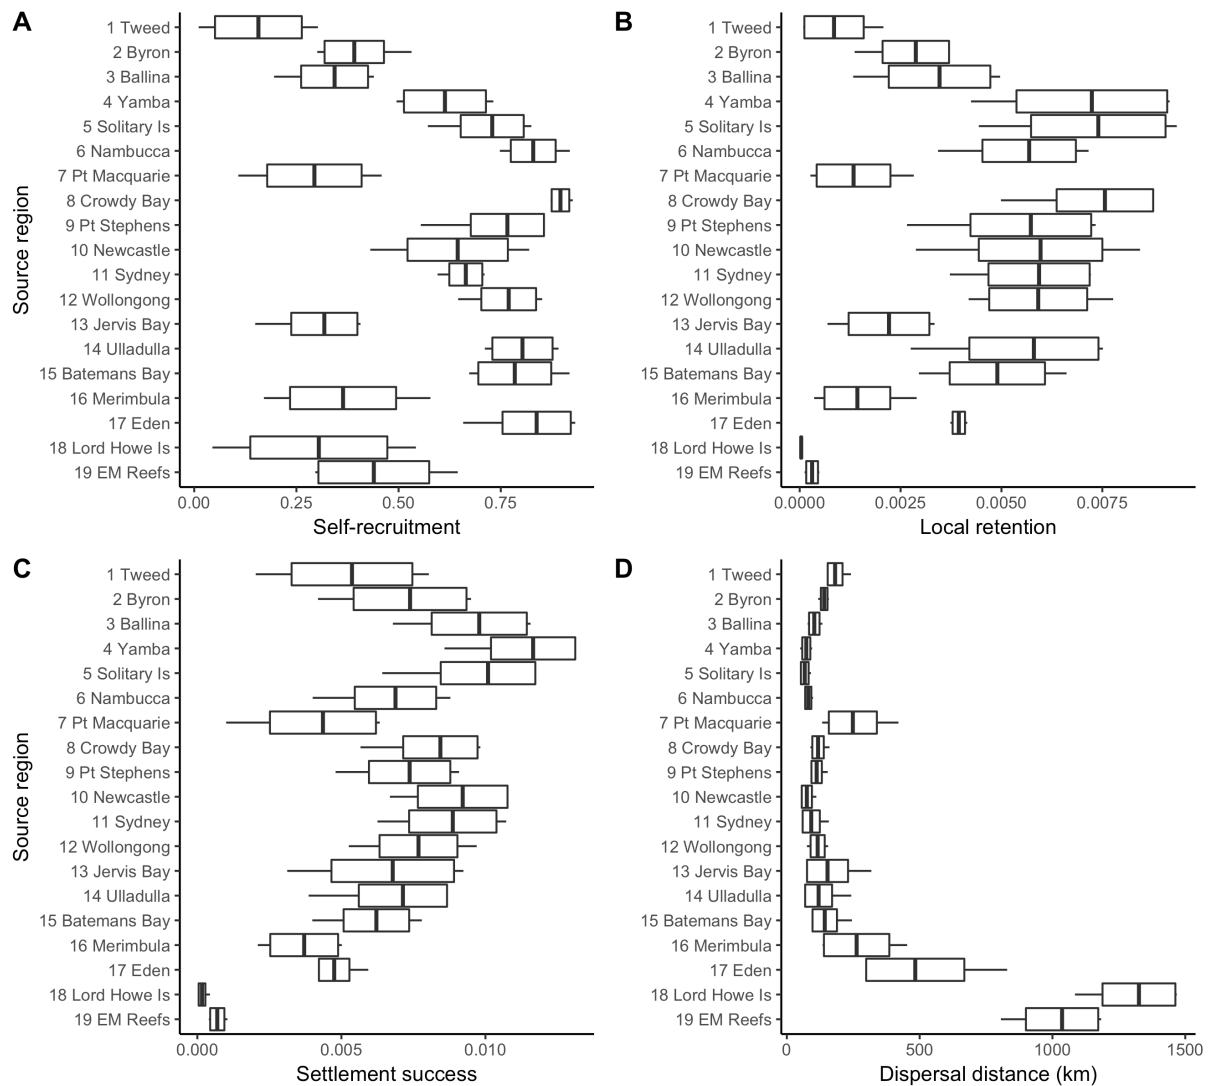 A
1 Tweed
2 Byron
3 Ballina
4 Yamba
5 Solitary Is
6 Nambucca
7 Pt Macquarie
8 Crowdy Bay
9 Pt Stephens
10 Newcastle
11 Sydney
12 Wollongong
13 Jervis Bay
14 Ulladulla
15 Batemans Bay
16 Merimbula
17 Eden
18 Lord Howe Is
19 EM Reefs
Source region
0.00 0.25 0.50 0.75
Self-recruitment
B
1 Tweed
2 Byron
3 Ballina
4 Yamba
5 Solitary Is
6 Nambucca
7 Pt Macquarie
8 Crowdy Bay
9 Pt Stephens
10 Newcastle
11 Sydney
12 Wollongong
13 Jervis Bay
14 Ulladulla
15 Batemans Bay
16 Merimbula
17 Eden
18 Lord Howe Is
19 EM Reefs
0.0000 0.0025 0.0050 0.0075
Local retention
C
1 Tweed
2 Byron
3 Ballina
4 Yamba
5 Solitary Is
6 Nambucca
7 Pt Macquarie
8 Crowdy Bay
9 Pt Stephens
10 Newcastle
11 Sydney
12 Wollongong
13 Jervis Bay
14 Ulladulla
15 Batemans Bay
16 Merimbula
17 Eden
18 Lord Howe Is
19 EM Reefs
Source region
0.000 0.005 0.010
Settlement success
D
1 Tweed
2 Byron
3 Ballina
4 Yamba
5 Solitary Is
6 Nambucca
7 Pt Macquarie
8 Crowdy Bay
9 Pt Stephens
10 Newcastle
11 Sydney
12 Wollongong
13 Jervis Bay
14 Ulladulla
15 Batemans Bay
16 Merimbula
17 Eden
18 Lord Howe Is
19 EM Reefs
0 500 1000 1500
Dispersal distance (km)